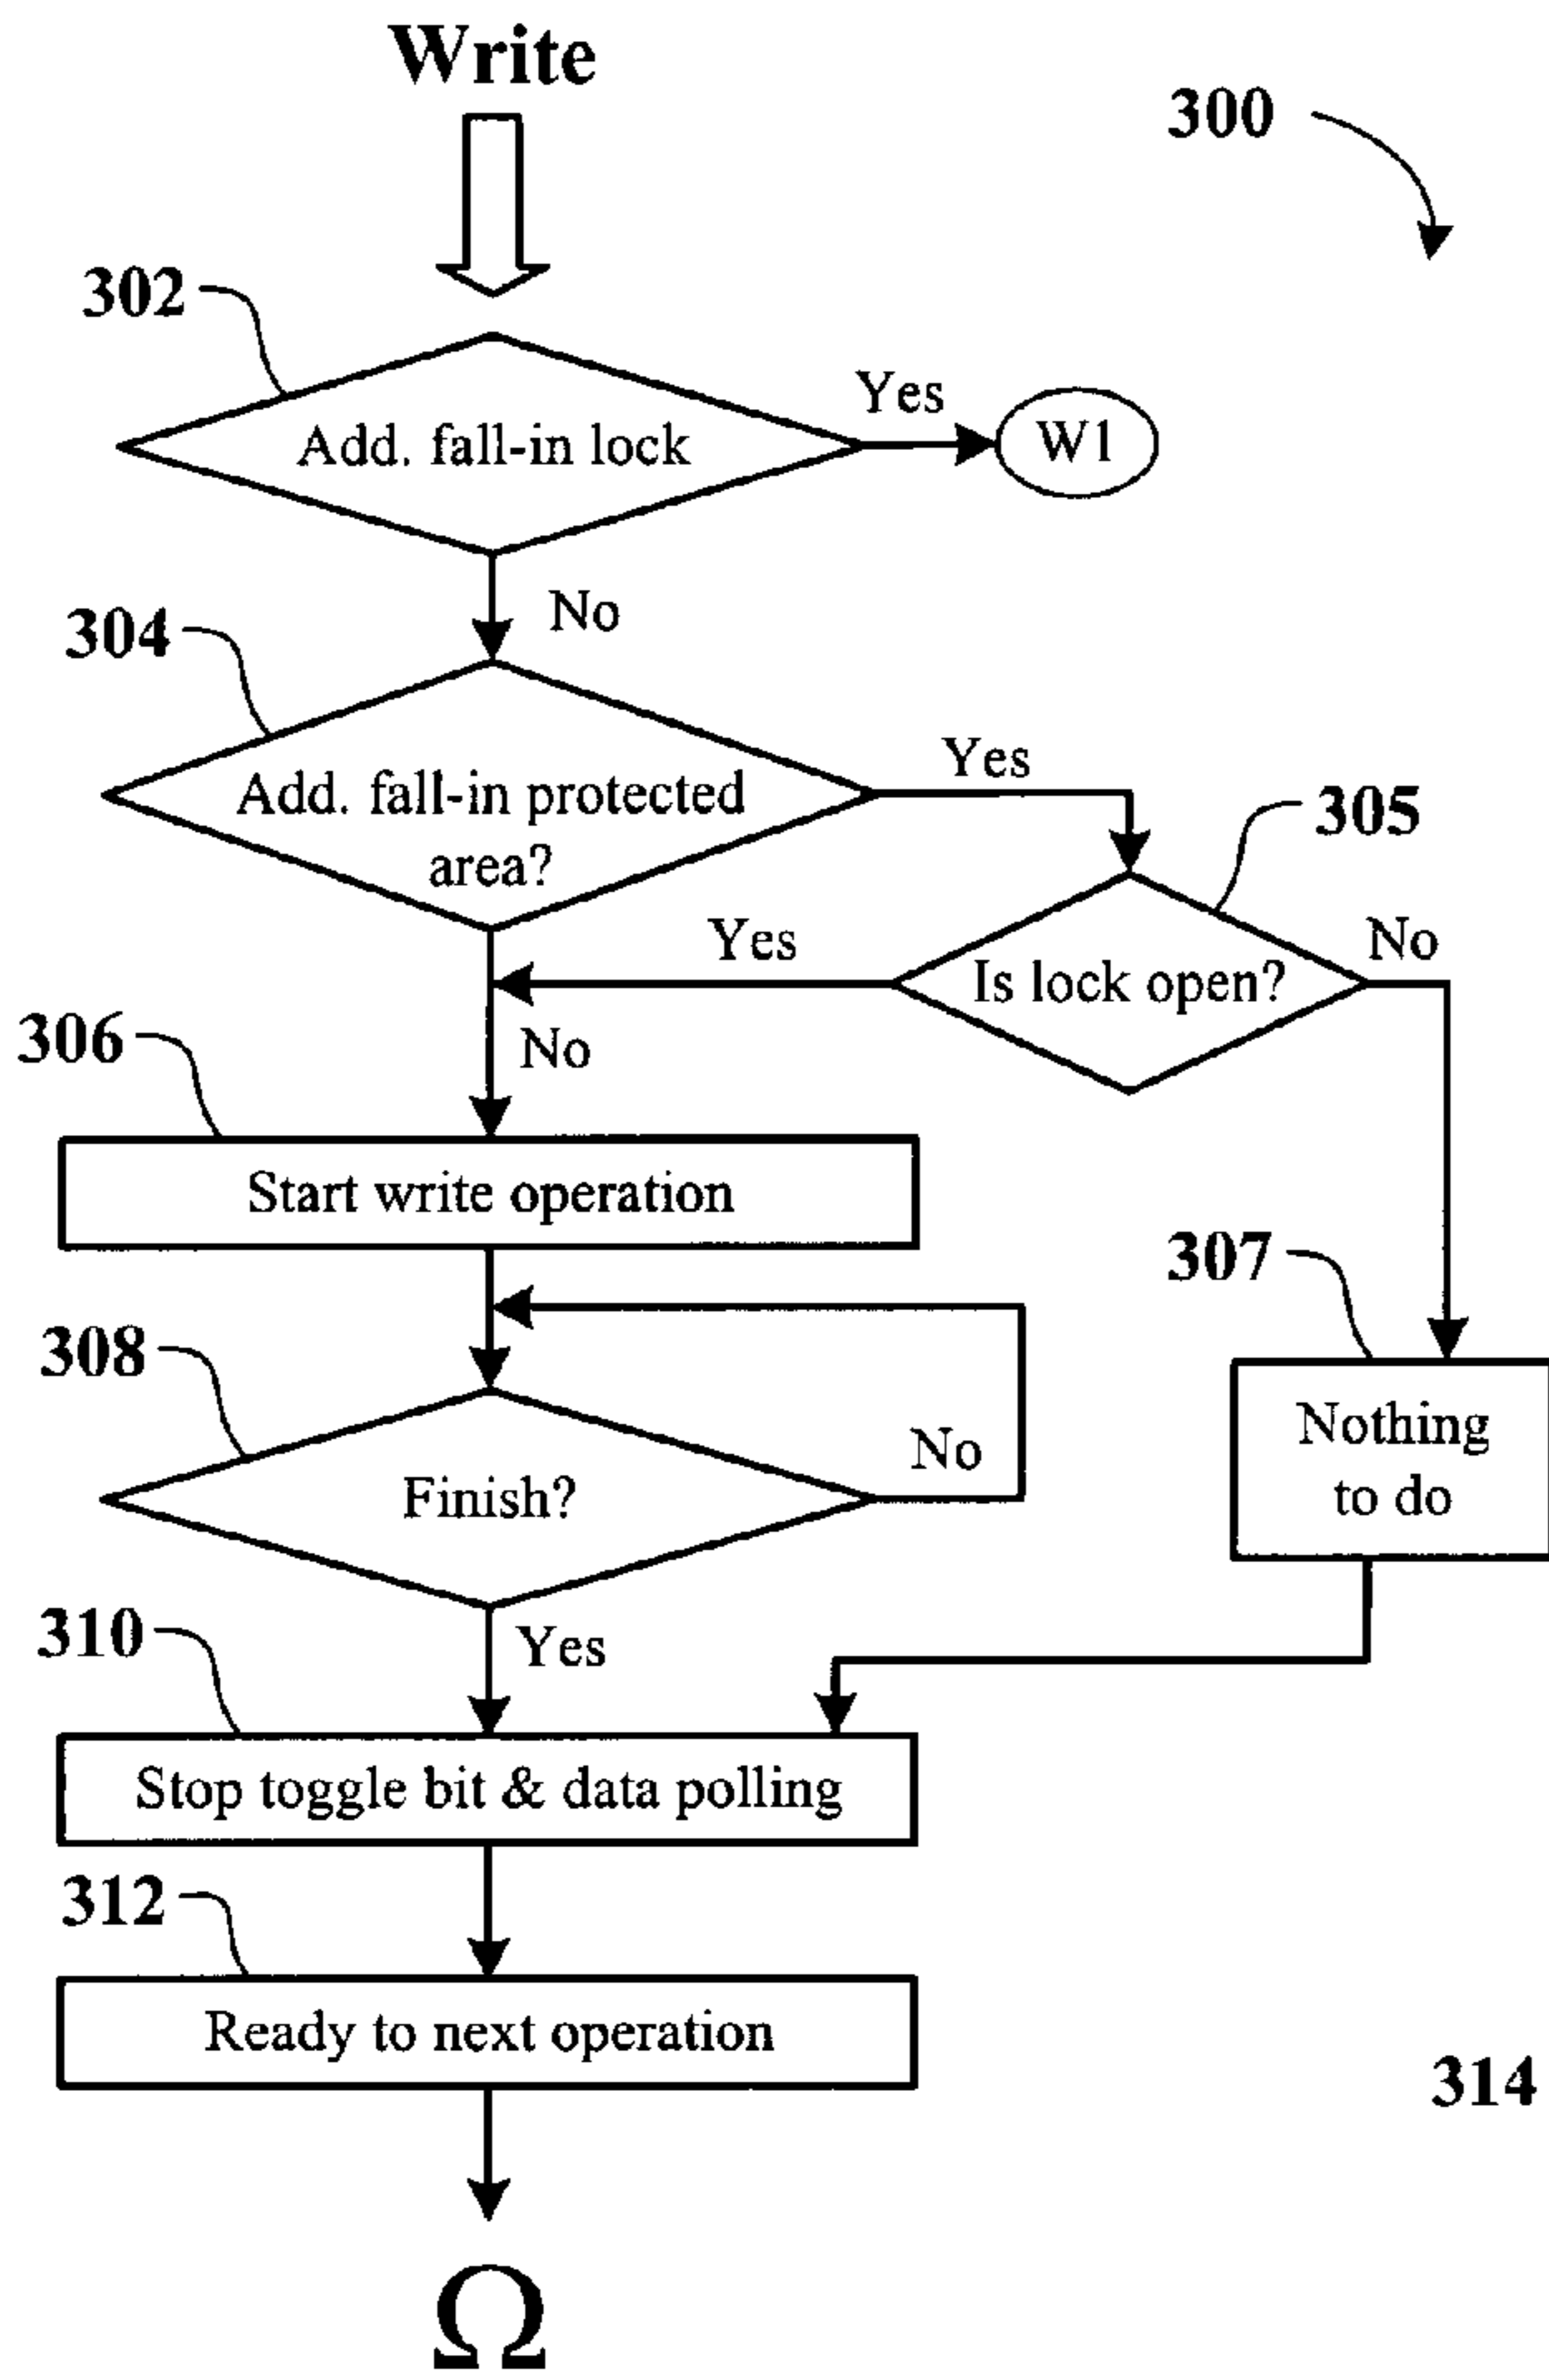 Write
300
302
Yes
Add. fall-in lock
W1
No
304
Yes
Add. fall-in protected
area?
305
Yes
No
Is lock open?
306
No
Start write operation
307
308
Nothing
to do
No
Finish?
310
Yes
Stop toggle bit & data polling
312
Ready to next operation
314
Ω